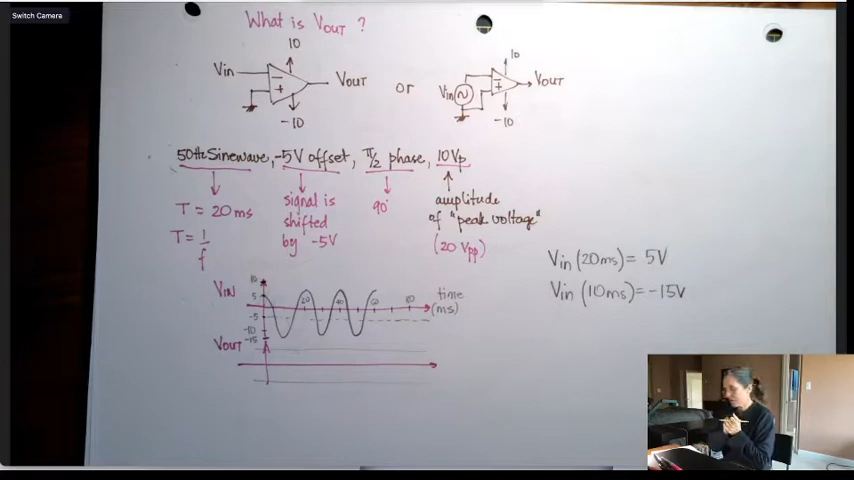 Switch Camera
What is VOUT ?
10
Vin
-
+
VOUT
-10
or
10
Vin
-
+
VOUT
-10
50Hz Sinewave, -5V offset, π/2 phase, 10Vp
T = 20ms
T = 1/f
signal is
shifted
by -5V
90°
amplitude
of "peak voltage"
(20 Vpp)
Vin (20ms) = 5V
Vin (10ms) = -15V
VIN
10
5
-5
-10
-15
20
40
60
80
time
(ms)
VOUT